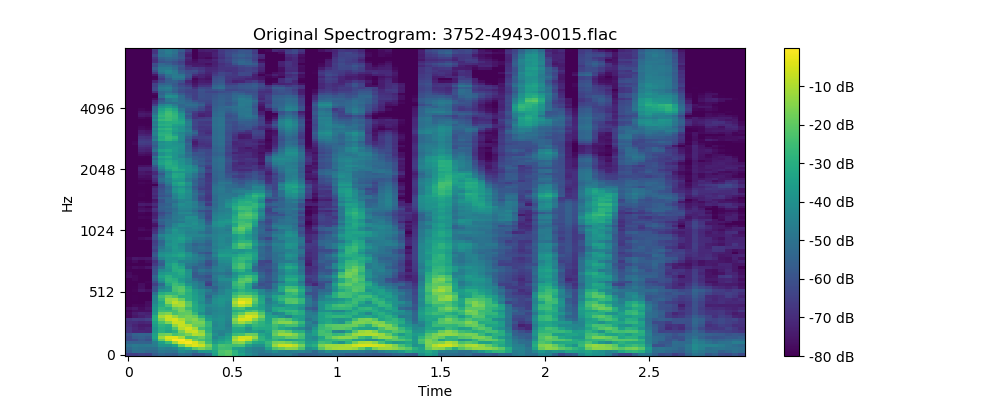 Original Spectrogram: 3752-4943-0015.flac
Hz
4096
2048
1024
512
0
0
0.5
1
1.5
2
2.5
Time
-10 dB
-20 dB
-30 dB
-40 dB
-50 dB
-60 dB
-70 dB
-80 dB